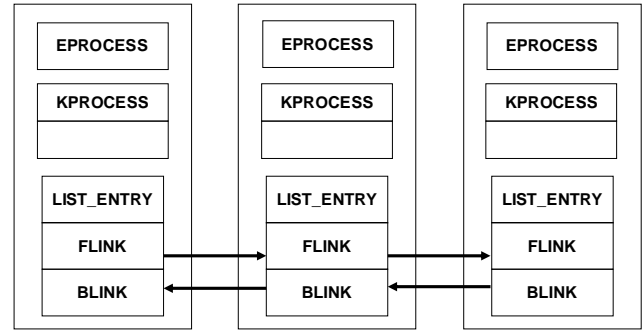 EPROCESS
KPROCESS
LIST_ENTRY
FLINK
BLINK
EPROCESS
KPROCESS
LIST_ENTRY
FLINK
BLINK
EPROCESS
KPROCESS
LIST_ENTRY
FLINK
BLINK